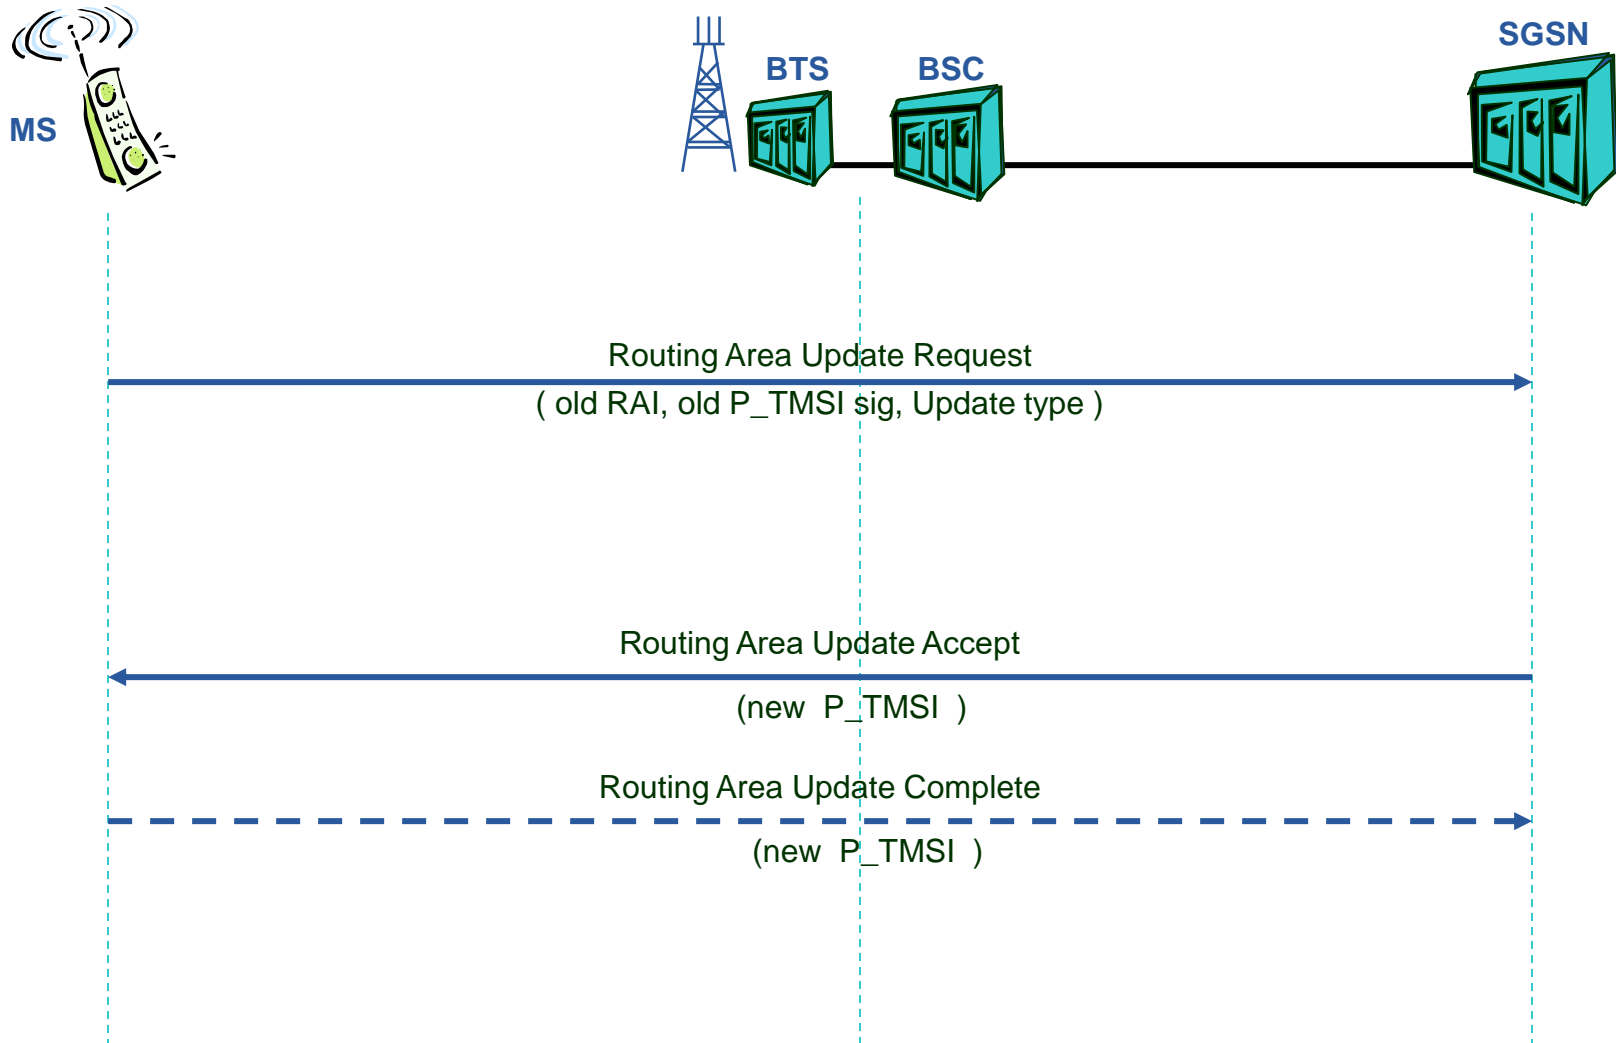 SGSN
BTS
BSC
MS
Routing Area Update Request
( old RAI, old P_TMSI sig, Update type )
Routing Area Update Accept
(new P_TMSI )
Routing Area Update Complete
(new P_TMSI )